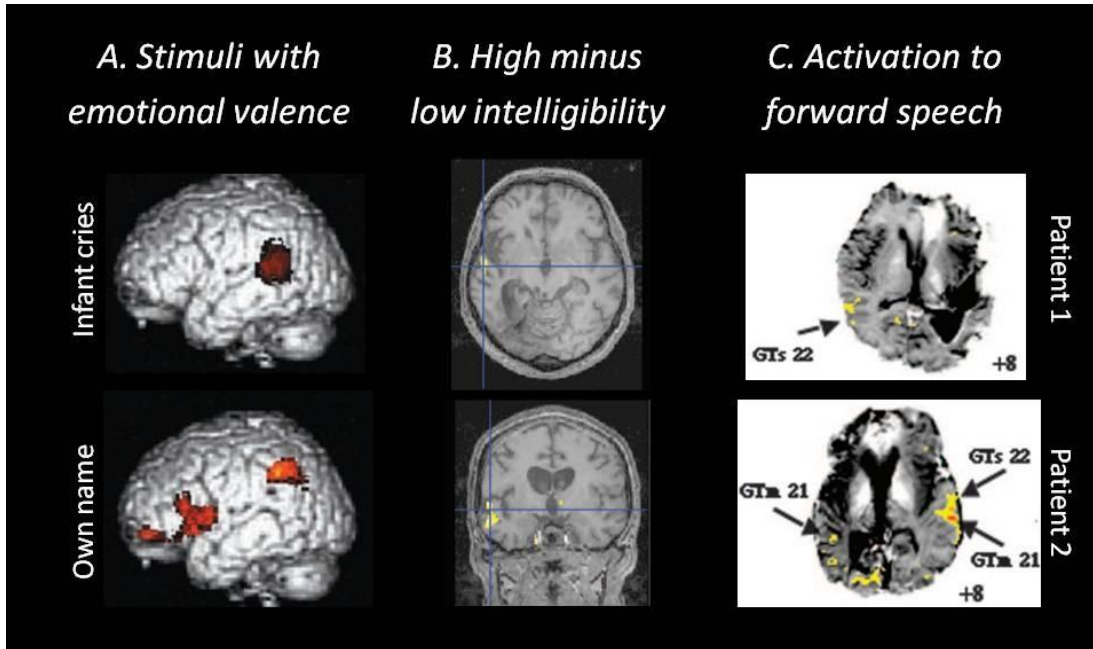 A. Stimuli with
emotional valence
B. High minus
low intelligibility
C. Activation to
forward speech
Infant cries
GTs 22
+8
Patient 1
Own name
GTm 21
GTs 22
GTm 21
+8
Patient 2